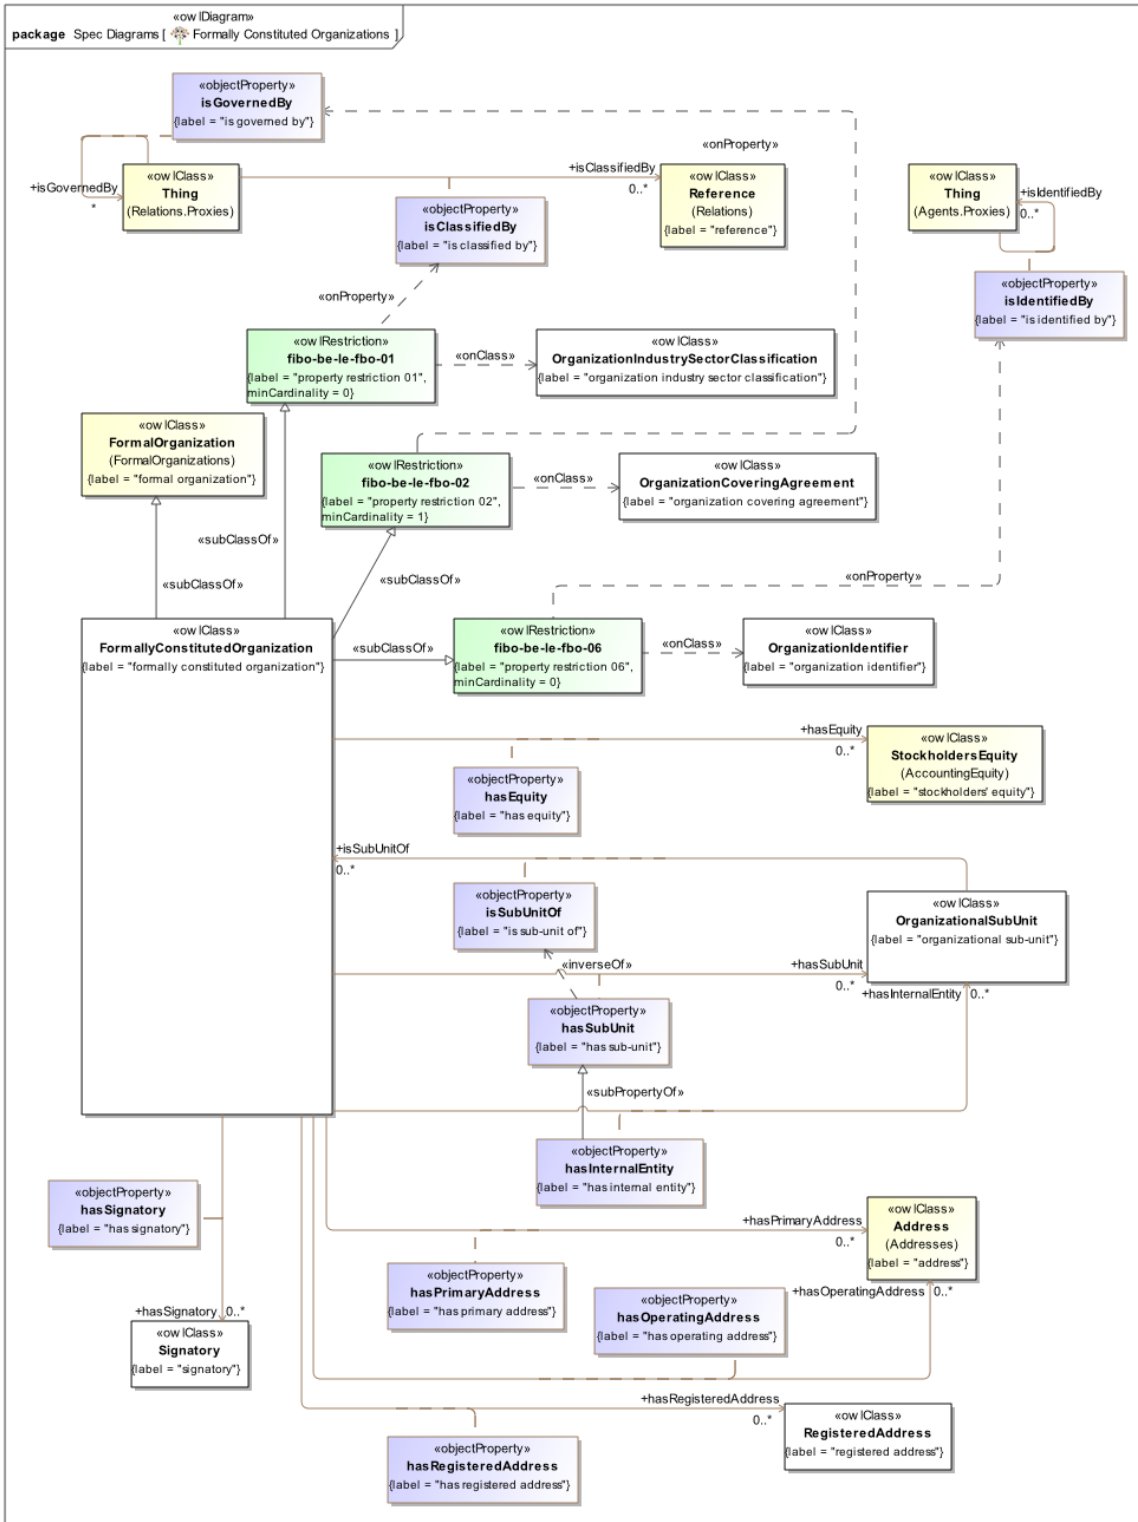 «owlDiagram»
package Spec Diagrams [ Formally Constituted Organizations ]
«objectProperty»
isGovernedBy
{label = "is governed by"}
«onProperty»
+isGovernedBy
*
«owlClass»
Thing
(Relations.Proxies)
+isClassifiedBy
0..*
«owlClass»
Reference
(Relations)
{label = "reference"}
«owlClass»
Thing
(Agents.Proxies)
+isIdentifiedBy
0..*
«objectProperty»
isClassifiedBy
{label = "is classified by"}
«objectProperty»
isIdentifiedBy
{label = "is identified by"}
«onProperty»
«owlRestriction»
fibo-be-le-fbo-01
{label = "property restriction 01",
minCardinality = 0}
«onClass»
«owlClass»
OrganizationIndustrySectorClassification
{label = "organization industry sector classification"}
«owlClass»
FormalOrganization
(FormalOrganizations)
{label = "formal organization"}
«owlRestriction»
fibo-be-le-fbo-02
{label = "property restriction 02",
minCardinality = 1}
«onClass»
«owlClass»
OrganizationCoveringAgreement
{label = "organization covering agreement"}
«subClassOf»
«subClassOf»
«subClassOf»
«onProperty»
«owlClass»
FormallyConstitutedOrganization
{label = "formally constituted organization"}
«subClassOf»
«owlRestriction»
fibo-be-le-fbo-06
{label = "property restriction 06",
minCardinality = 0}
«onClass»
«owlClass»
OrganizationIdentifier
{label = "organization identifier"}
+hasEquity
0..*
«owlClass»
StockholdersEquity
(AccountingEquity)
{label = "stockholders' equity"}
«objectProperty»
hasEquity
{label = "has equity"}
+isSubUnitOf
0..*
«objectProperty»
isSubUnitOf
{label = "is sub-unit of"}
«owlClass»
OrganizationalSubUnit
{label = "organizational sub-unit"}
«inverseOf»
+hasSubUnit
0..*
+hasInternalEntity
0..*
«objectProperty»
hasSubUnit
{label = "has sub-unit"}
«subPropertyOf»
«objectProperty»
hasInternalEntity
{label = "has internal entity"}
«objectProperty»
hasSignatory
{label = "has signatory"}
+hasPrimaryAddress
0..*
«owlClass»
Address
(Addresses)
{label = "address"}
«objectProperty»
hasPrimaryAddress
{label = "has primary address"}
+hasOperatingAddress
0..*
«objectProperty»
hasOperatingAddress
{label = "has operating address"}
+hasSignatory
0..*
«owlClass»
Signatory
{label = "signatory"}
+hasRegisteredAddress
0..*
«owlClass»
RegisteredAddress
{label = "registered address"}
«objectProperty»
hasRegisteredAddress
{label = "has registered address"}